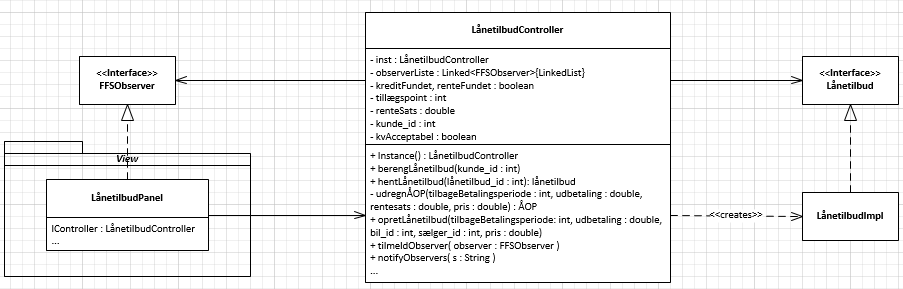 LånetilbudController
- inst : LånetilbudController
- observerListe : Linked<FFSObserver>{LinkedList}
- kreditFundet, renteFundet : boolean
- tillægspoint : int
- renteSats : double
- kunde_id : int
- kvAcceptabel : boolean
+ Instance() : LånetilbudController
+ berengLånetilbud(kunde_id : int)
+ hentLånetilbud(lånetilbud_id : int): lånetilbud
- udregnÅOP(tilbageBetalingsperiode : int, udbetaling : double,
rentesats : double, pris : double) : ÅOP
+ opretLånetilbud(tilbageBetalingsperiode: int, udbetaling : double,
bil_id : int, sælger_id : int, pris : double)
+ tilmeldObserver( observer : FFSObserver )
+ notifyObservers( s : String )
...
<<Interface>>
FFSObserver
<<Interface>>
Lånetilbud
View
LånetilbudPanel
lController : LånetilbudController
...
<<creates>>
LånetilbudImpl